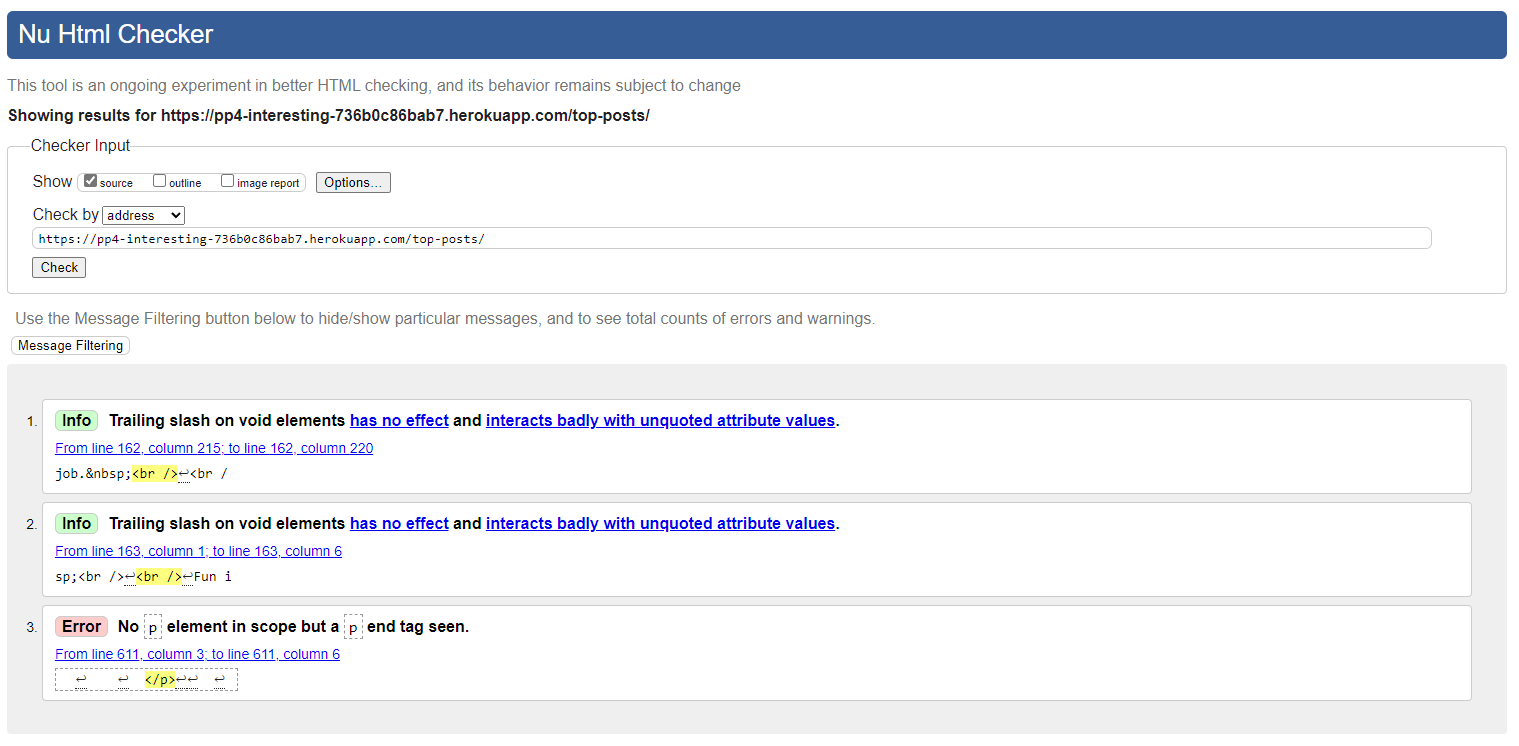 Nu Html Checker
This tool is an ongoing experiment in better HTML checking, and its behavior remains subject to change
Showing results for https://pp4-interesting-736b0c86bab7.herokuapp.com/top-posts/
Checker Input
Show source outline image report Options...
Check by address
https://pp4-interesting-736b0c86bab7.herokuapp.com/top-posts/
Check
Use the Message Filtering button below to hide/show particular messages, and to see total counts of errors and warnings.
Message Filtering
1. Info Trailing slash on void elements has no effect and interacts badly with unquoted attribute values.
From line 162, column 215; to line 162, column 220
job.&nbsp;<br />↩<br /
2. Info Trailing slash on void elements has no effect and interacts badly with unquoted attribute values.
From line 163, column 1; to line 163, column 6
sp;<br />↩<br />↩Fun i
3. Error No p element in scope but a p end tag seen.
From line 611, column 3; to line 611, column 6
↩ ↩ </p>↩↩ ↩